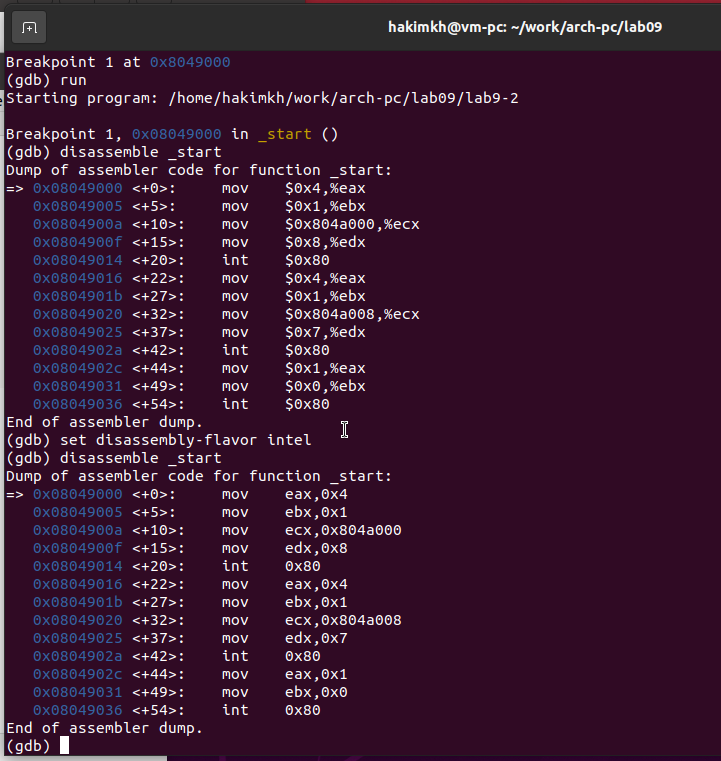 hakimkh@vm-pc: ~/work/arch-pc/lab09
Breakpoint 1 at 0x8049000
(gdb) run
Starting program: /home/hakimkh/work/arch-pc/lab09/lab9-2
Breakpoint 1, 0x08049000 in _start ()
(gdb) disassemble _start
Dump of assembler code for function _start:
=> 0x08049000 <+0>:     mov    $0x4,%eax
   0x08049005 <+5>:     mov    $0x1,%ebx
   0x0804900a <+10>:    mov    $0x804a000,%ecx
   0x0804900f <+15>:    mov    $0x8,%edx
   0x08049014 <+20>:    int    $0x80
   0x08049016 <+22>:    mov    $0x4,%eax
   0x0804901b <+27>:    mov    $0x1,%ebx
   0x08049020 <+32>:    mov    $0x804a008,%ecx
   0x08049025 <+37>:    mov    $0x7,%edx
   0x0804902a <+42>:    int    $0x80
   0x0804902c <+44>:    mov    $0x1,%eax
   0x08049031 <+49>:    mov    $0x0,%ebx
   0x08049036 <+54>:    int    $0x80
End of assembler dump.
(gdb) set disassembly-flavor intel
(gdb) disassemble _start
Dump of assembler code for function _start:
=> 0x08049000 <+0>:     mov    eax,0x4
   0x08049005 <+5>:     mov    ebx,0x1
   0x0804900a <+10>:    mov    ecx,0x804a000
   0x0804900f <+15>:    mov    edx,0x8
   0x08049014 <+20>:    int    0x80
   0x08049016 <+22>:    mov    eax,0x4
   0x0804901b <+27>:    mov    ebx,0x1
   0x08049020 <+32>:    mov    ecx,0x804a008
   0x08049025 <+37>:    mov    edx,0x7
   0x0804902a <+42>:    int    0x80
   0x0804902c <+44>:    mov    eax,0x1
   0x08049031 <+49>:    mov    ebx,0x0
   0x08049036 <+54>:    int    0x80
End of assembler dump.
(gdb)